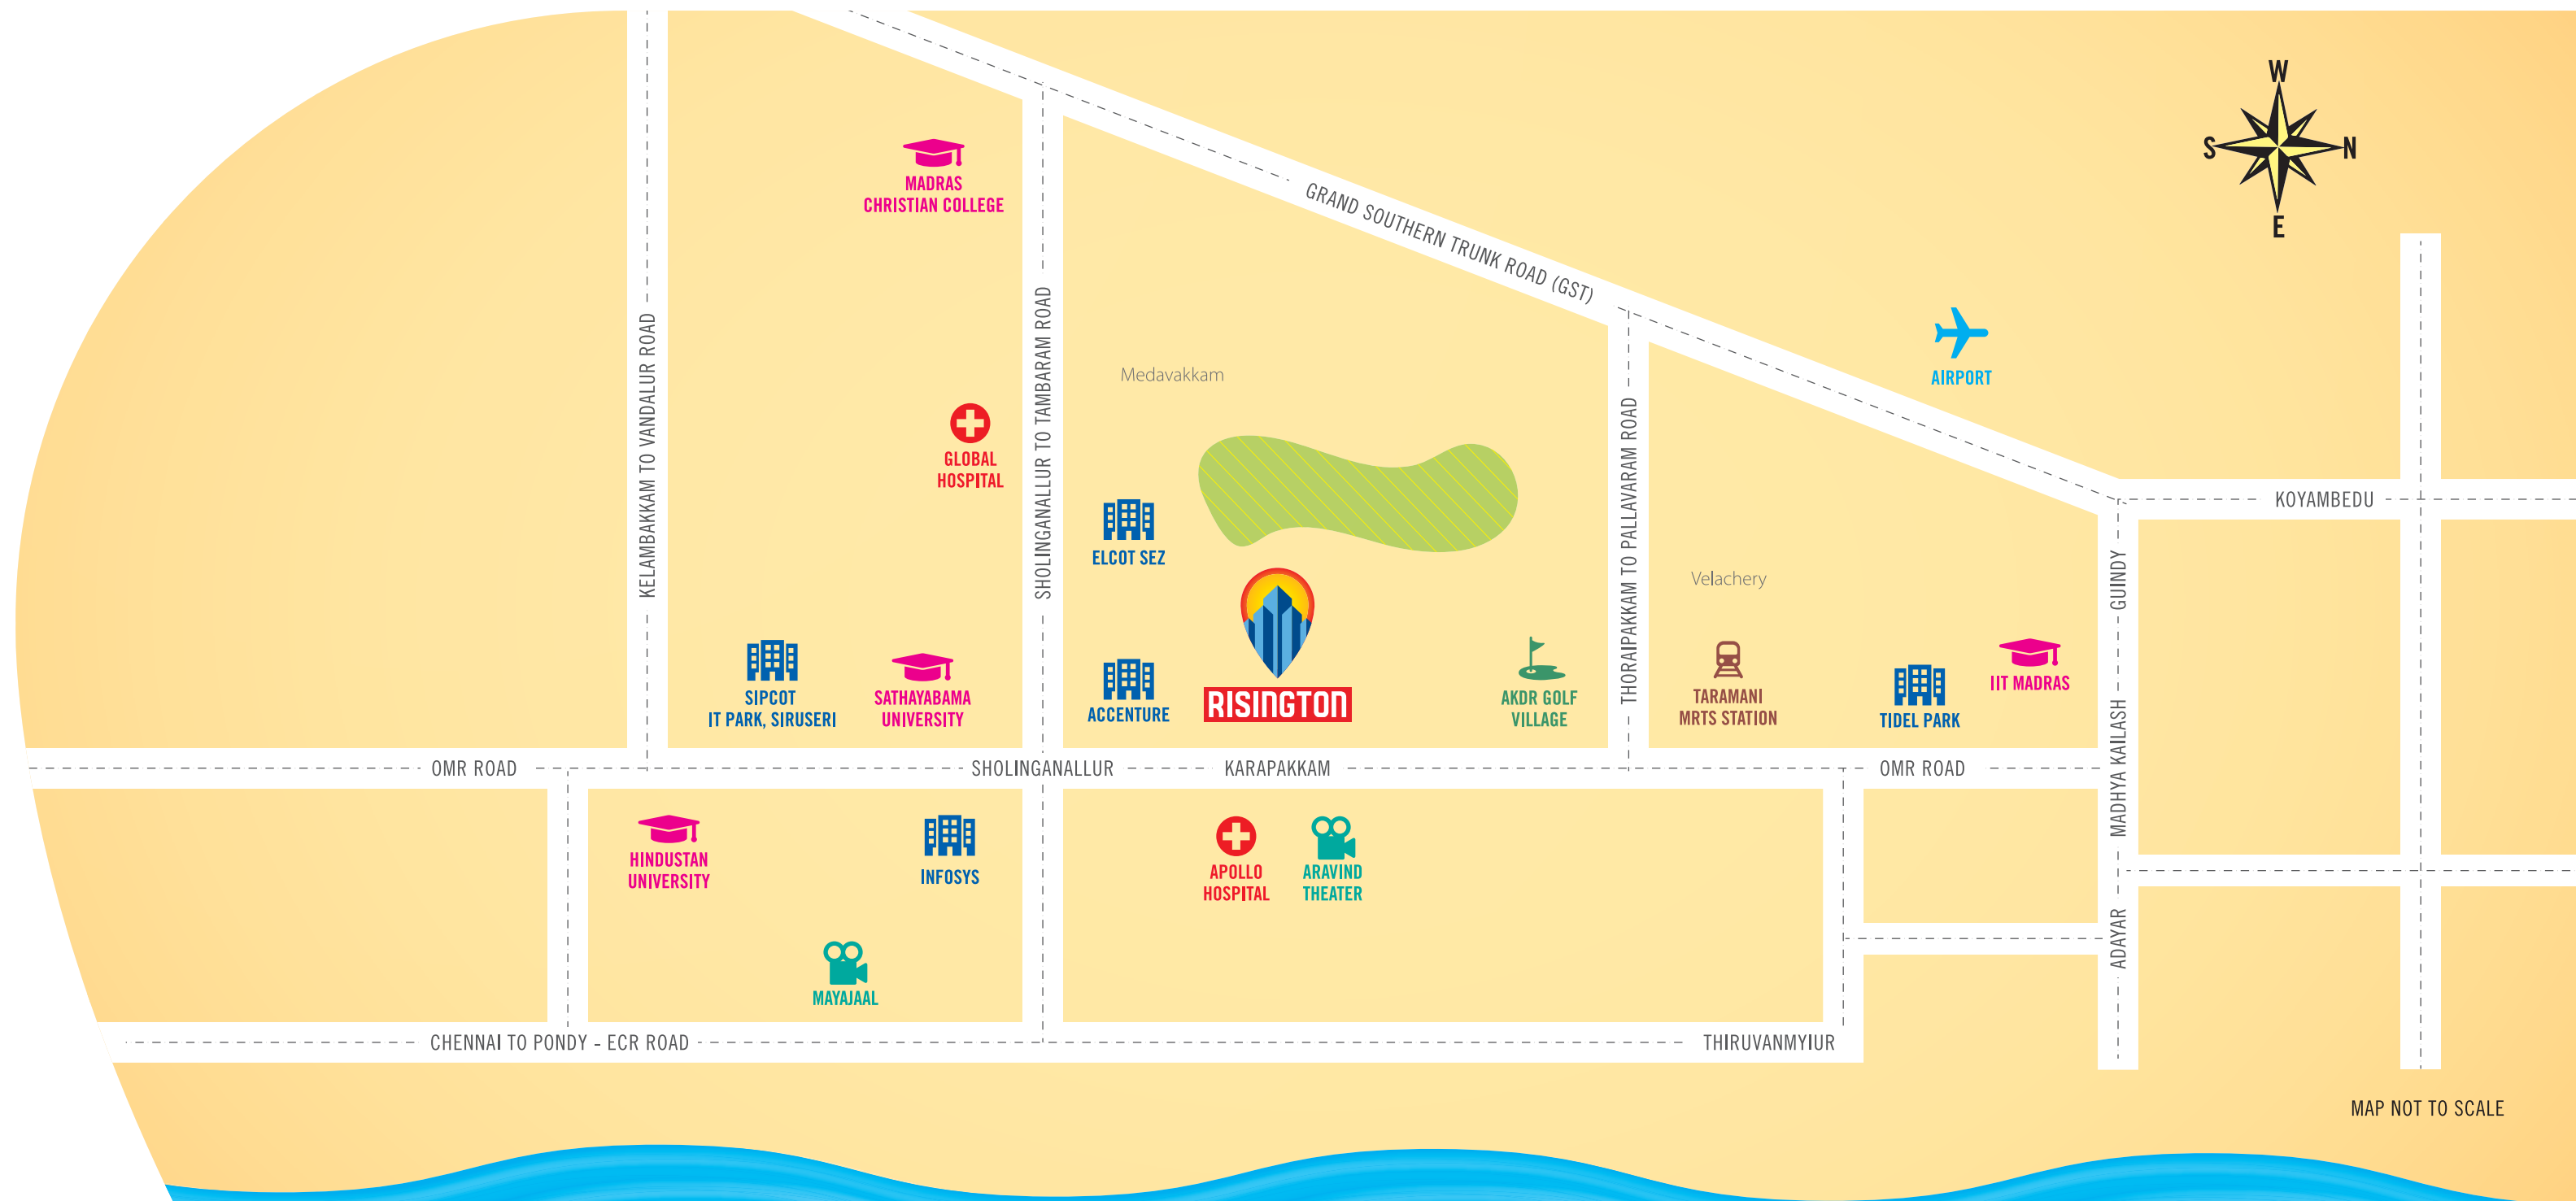 W
S
N
E
MADRAS
CHRISTIAN COLLEGE
GRAND SOUTHERN TRUNK ROAD (GST)
KELAMBAKKAM TO VANDALUR ROAD
SHOLINGANALLUR TO TAMBARAM ROAD
Medavakkam
AIRPORT
THORAIPAKKAM TO PALLAVARAM ROAD
GLOBAL
HOSPITAL
KOYAMBEDU
ELCOT SEZ
Velachery
GUINDY
SIPCOT
IT PARK, SIRUSERI
SATHAYABAMA
UNIVERSITY
ACCENTURE
RISINGTON
AKDR GOLF
VILLAGE
TARAMANI
MRTS STATION
TIDEL PARK
IIT MADRAS
MADHYA KAILASH
OMR ROAD
SHOLINGANALLUR
KARAPAKKAM
OMR ROAD
HINDUSTAN
UNIVERSITY
INFOSYS
APOLLO
HOSPITAL
ARAVIND
THEATER
ADAYAR
MAYAJAAL
CHENNAI TO PONDY - ECR ROAD
THIRUVANMYIUR
MAP NOT TO SCALE